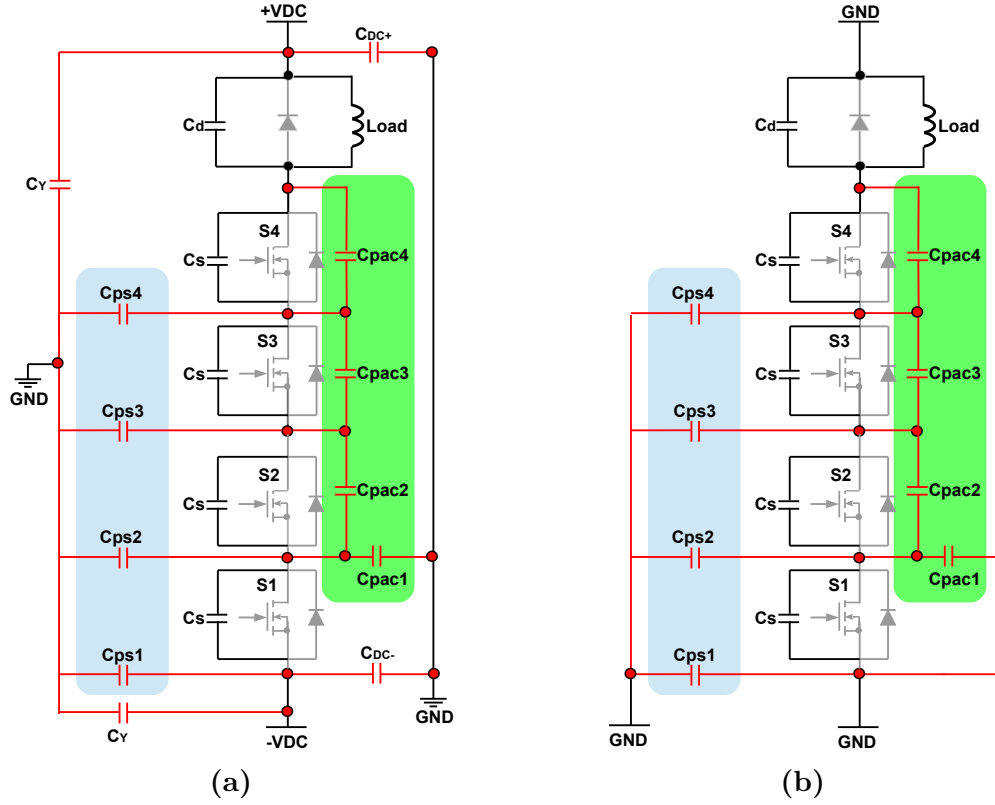 +VDC
CDC+
Cd
Load
CY
S4
Cs
Cpac4
Cps4
S3
Cs
Cpac3
GND
Cps3
S2
Cs
Cpac2
Cps2
Cpac1
S1
Cs
Cps1
CDC-
CY
-VDC
GND
(a)
GND
Cd
Load
S4
Cs
Cpac4
Cps4
S3
Cs
Cpac3
Cps3
S2
Cs
Cpac2
Cps2
Cpac1
S1
Cs
Cps1
GND
GND
(b)